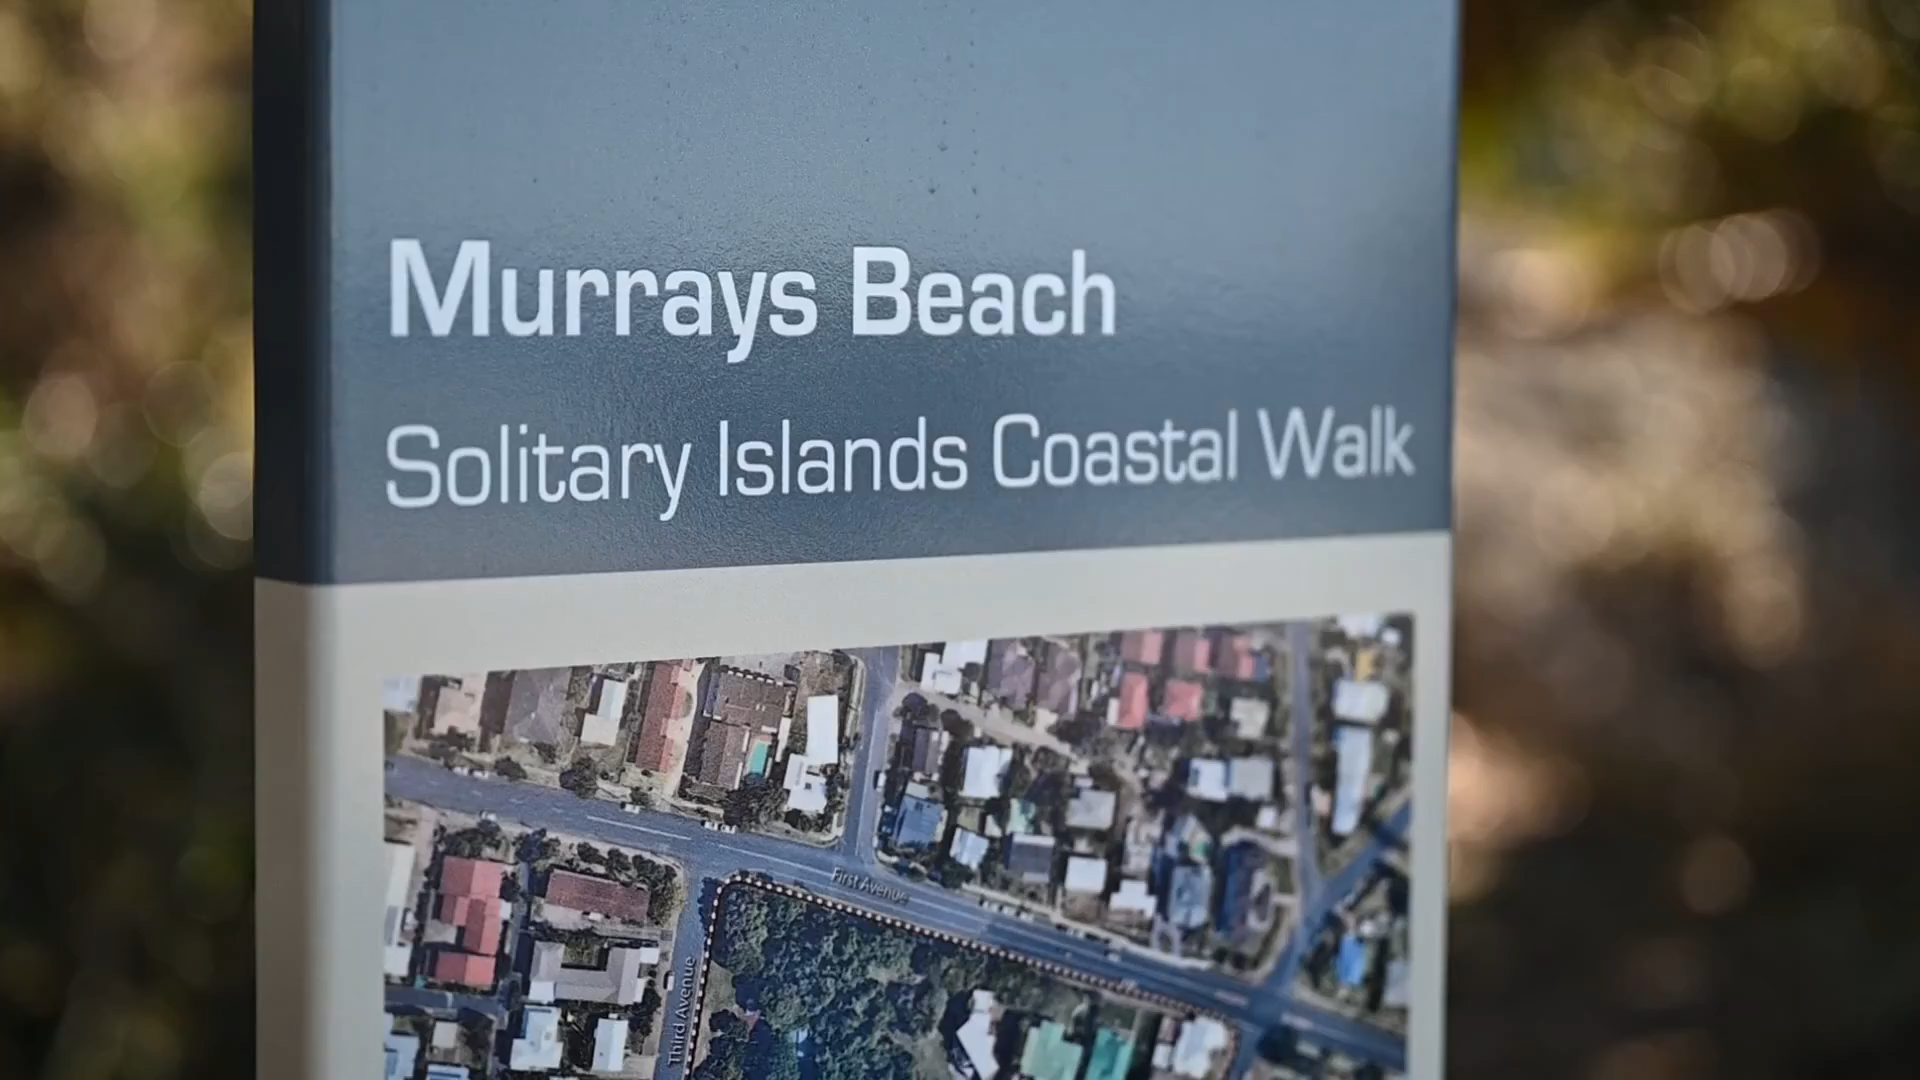 Murrays Beach
Solitary Islands Coastal Walk
First Avenue
Third Avenue